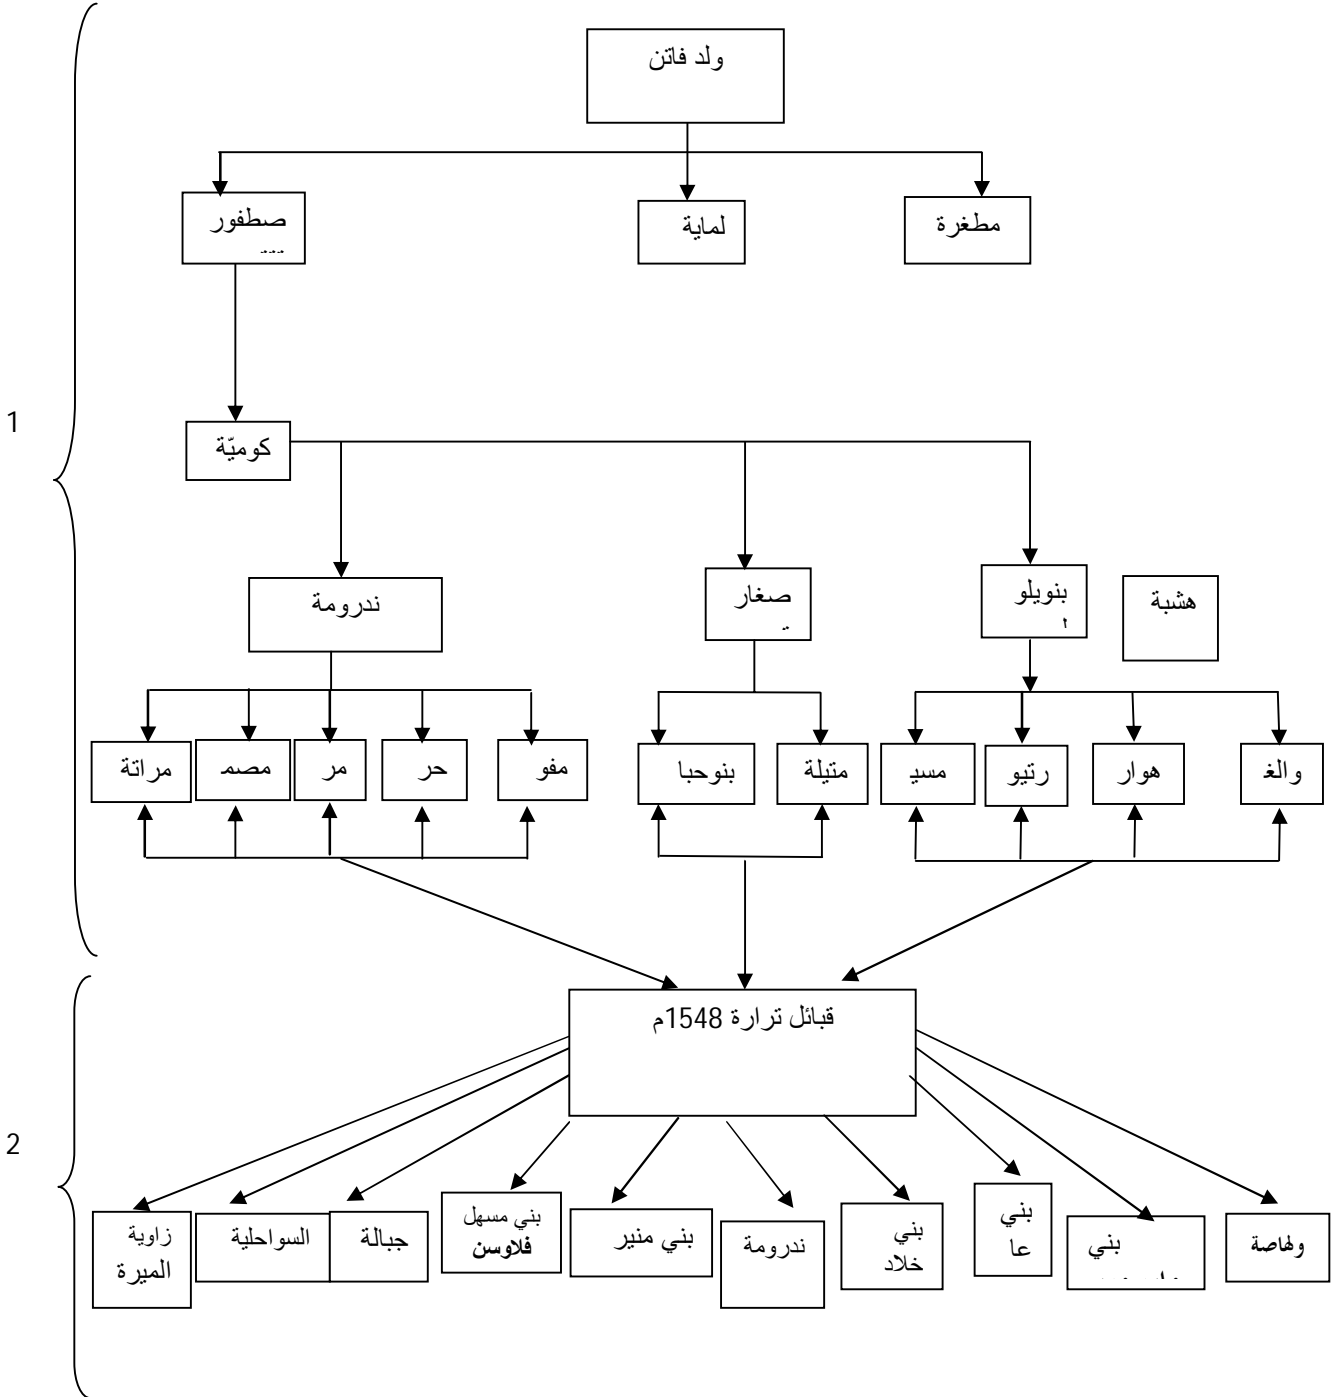 ولد فاتن
مطغرة
لماية
صطفور
1
كوميّة
هشبة
بنويلو
صغار
ندرومة
والغ
هوار
رتيو
مسيـ
متيلة
بنوحبا
مفو
حر
مر
مصمـ
مراتة
قبائل ترارة 1548م
2
ولهاصة
بني
بني
عا
بني
خلاد
ندرومة
بني منير
بني مسهل
فلاوسن
جبالة
السواحلية
زاوية
الميرة